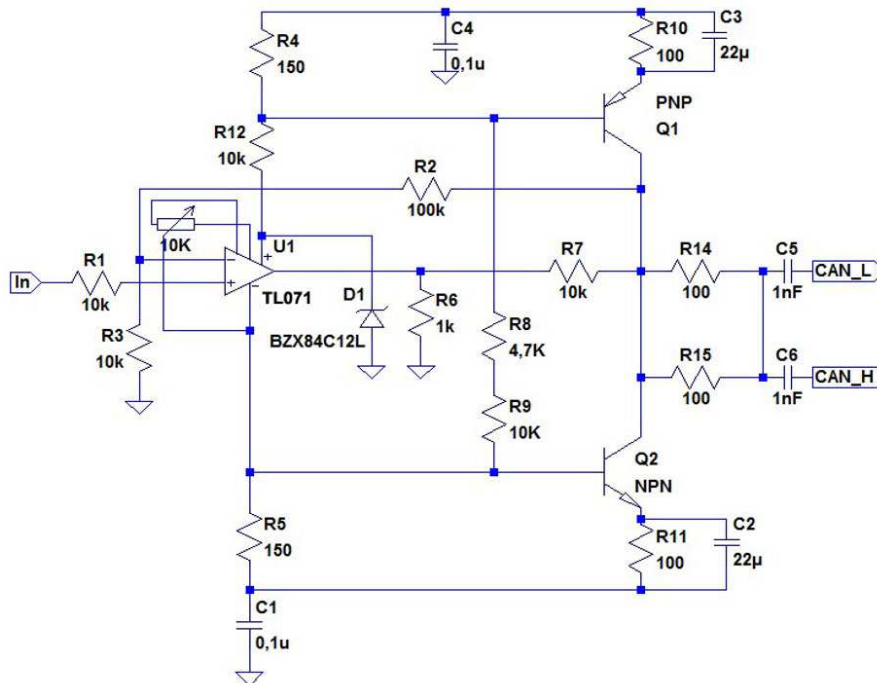 R4
150
C4
0,1u
R10
100
C3
22µ
R12
10k
PNP
Q1
R2
100k
10K
U1
+
In
R1
10k
−
+
TL071
−
R7
10k
R14
100
C5
1nF
CAN_L
D1
BZX84C12L
R6
1k
R3
10k
R8
4,7K
R15
100
C6
1nF
CAN_H
R9
10K
Q2
NPN
R5
150
R11
100
C2
22µ
C1
0,1u